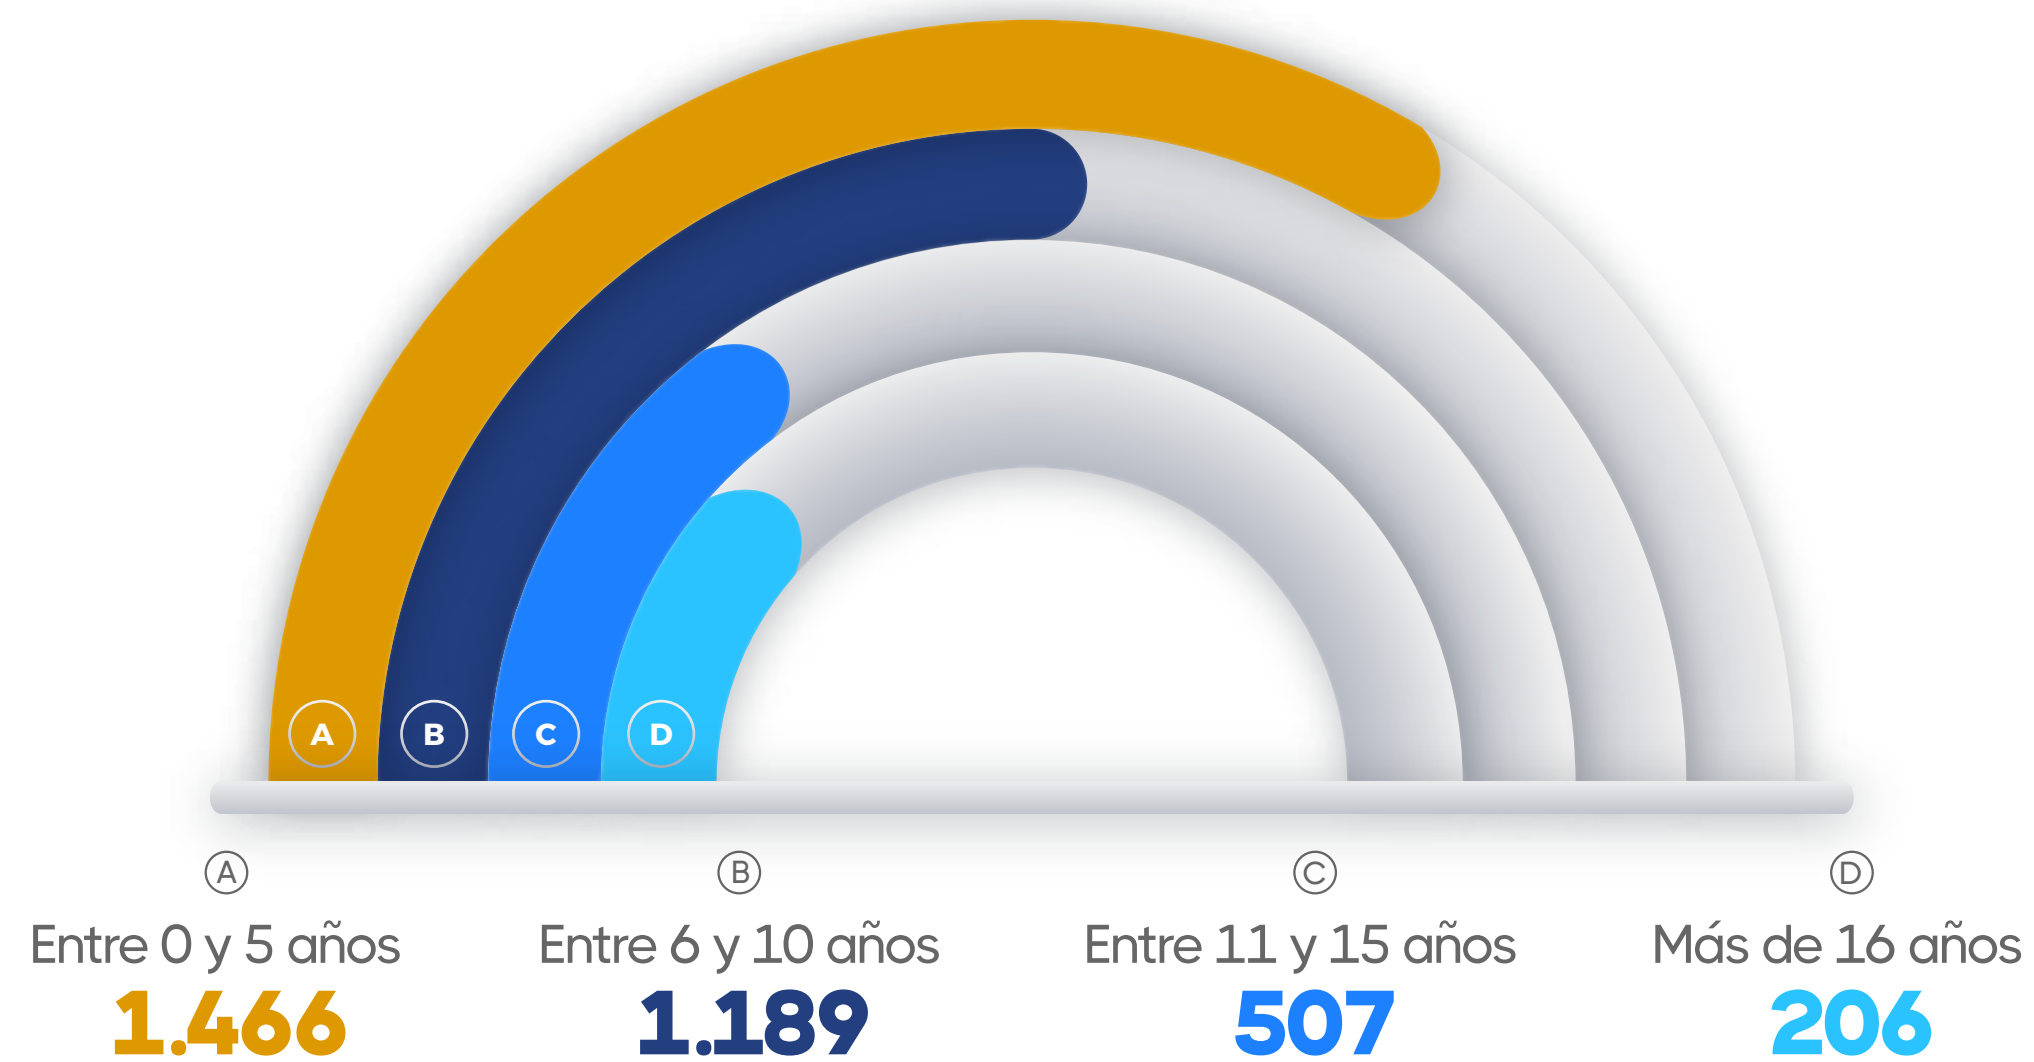 A B C D
A B C D
Entre 0 y 5 años Entre 6 y 10 años Entre 11 y 15 años Más de 16 años
1.466 1.189 507 206